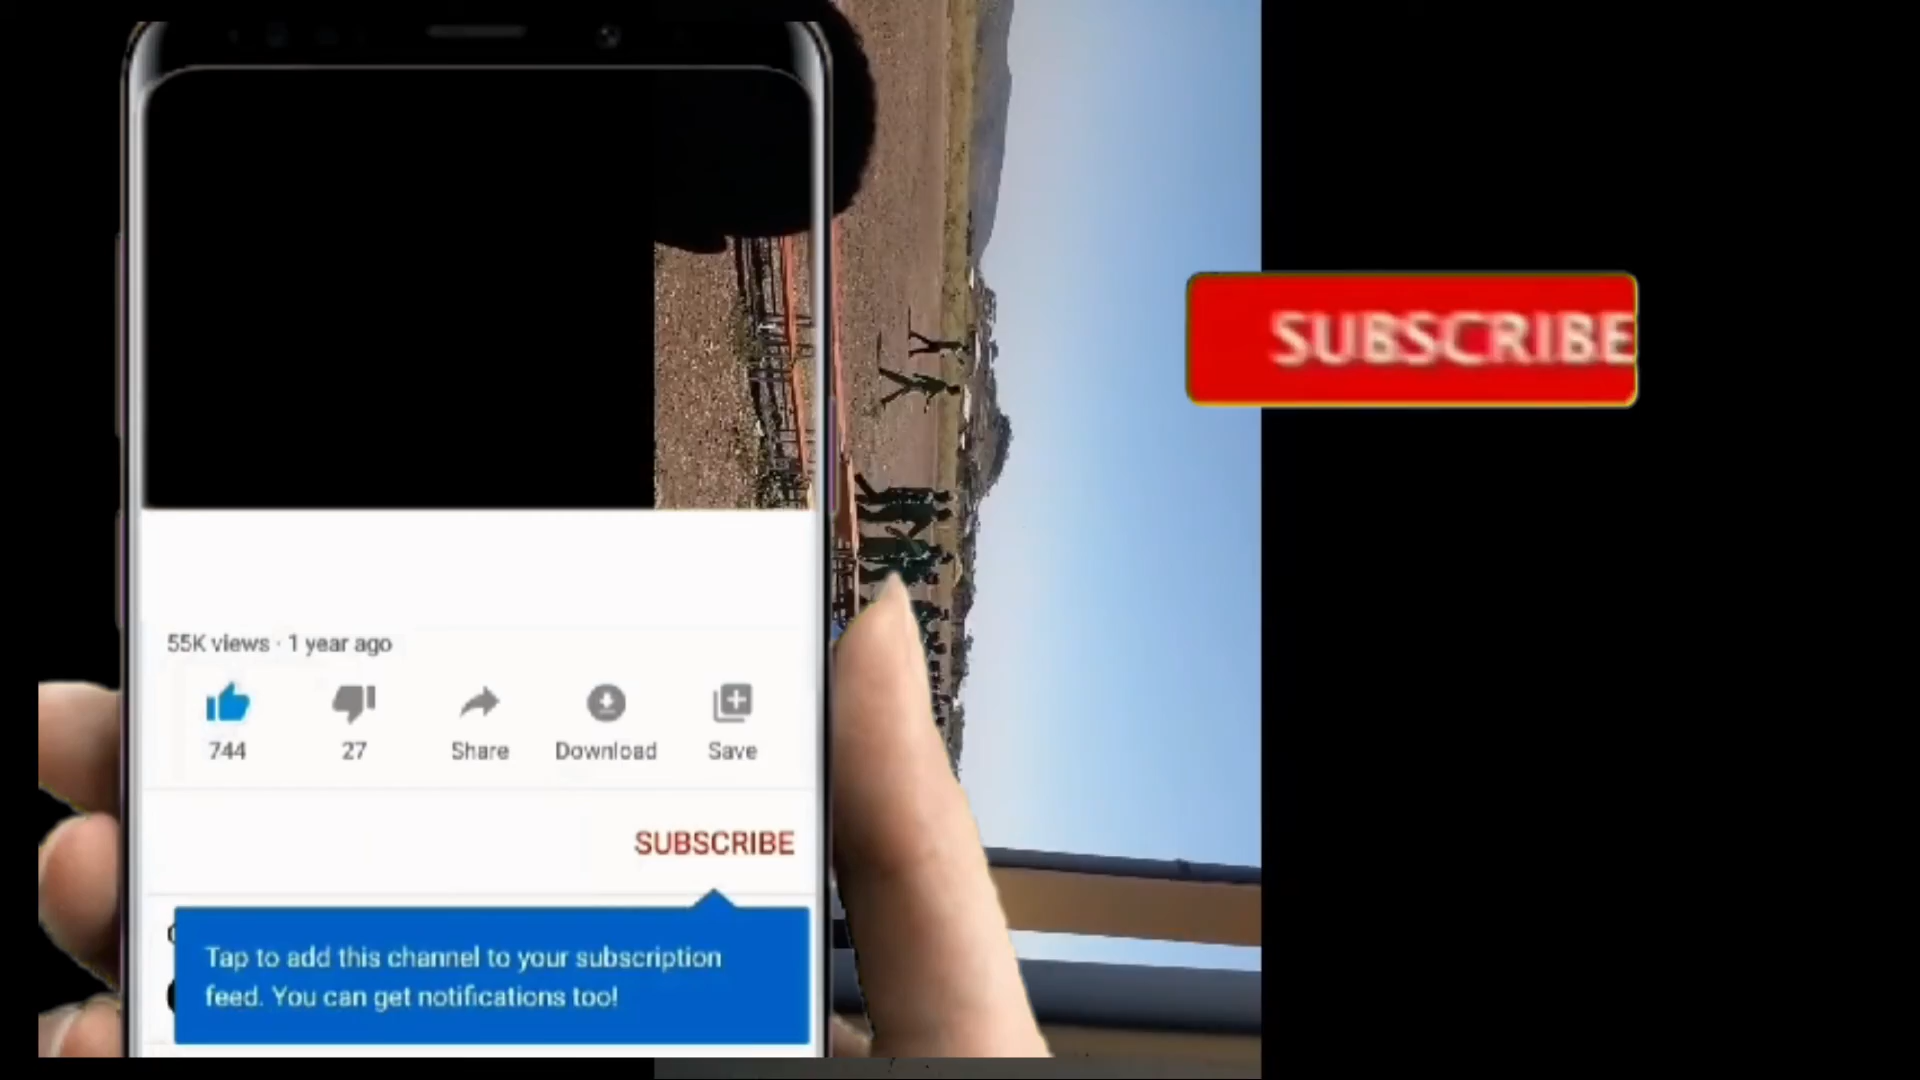 SUBSCRIBE
55K views · 1 year ago
744
27
Share
Download
Save
SUBSCRIBE
Tap to add this channel to your subscription
feed. You can get notifications too!